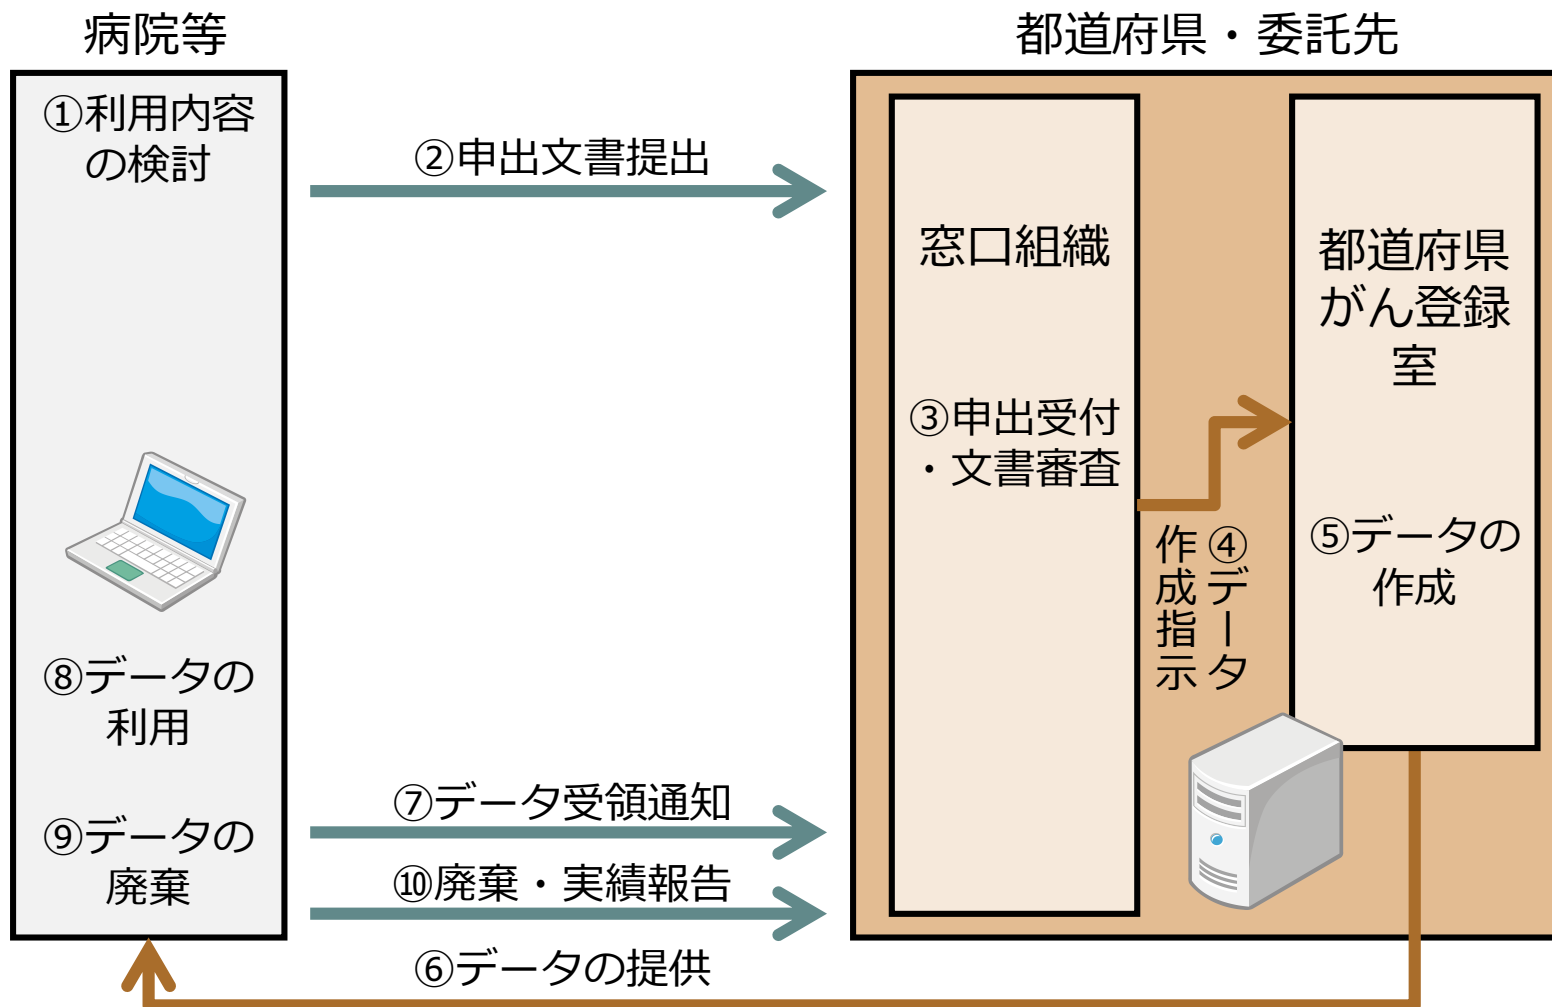 病院等
都道府県・委託先
①利用内容
の検討
②申出文書提出
窓口組織
③申出受付
・文書審査
④データ
作成指示
都道府県
がん登録
室
⑤データの
作成
⑧データの
利用
⑨データの
廃棄
⑦データ受領通知
⑩廃棄・実績報告
⑥データの提供